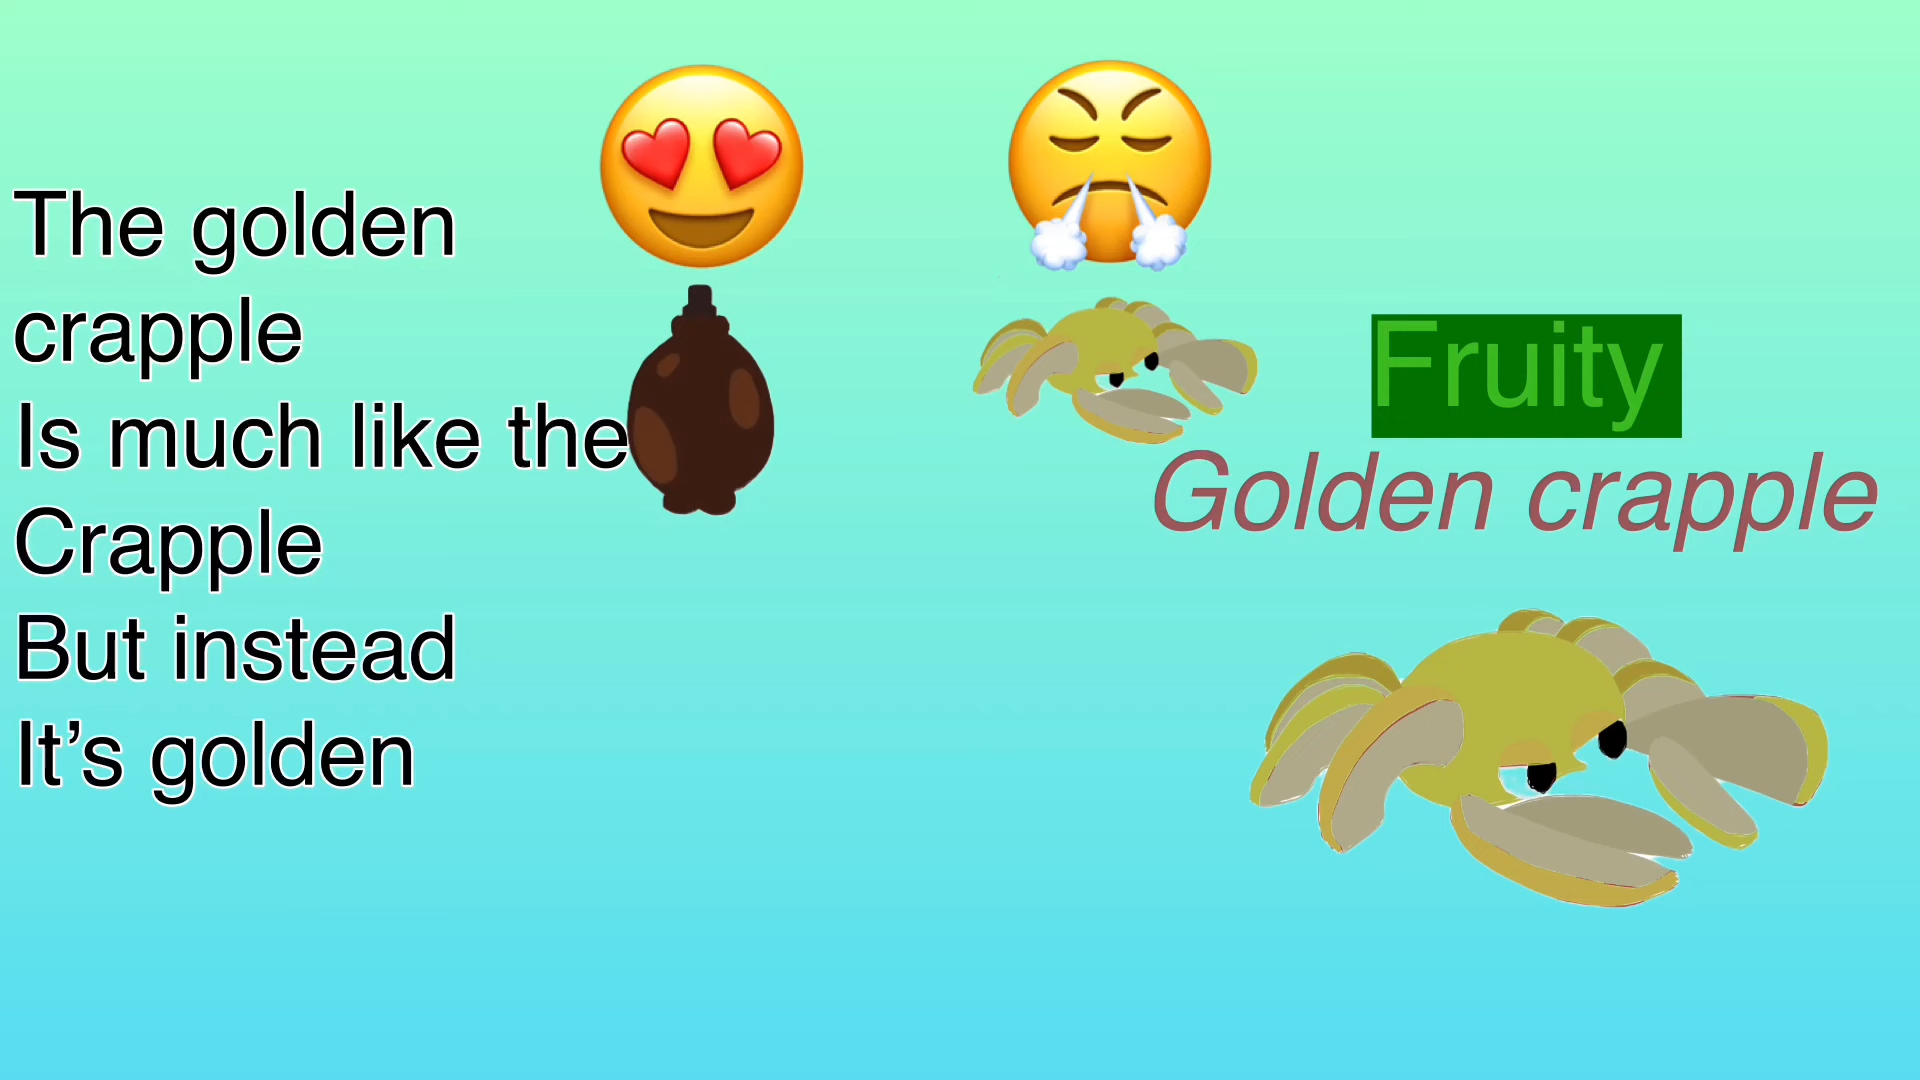 The golden
crapple
Is much like the
Crapple
But instead
It’s golden
Fruity
Golden crapple